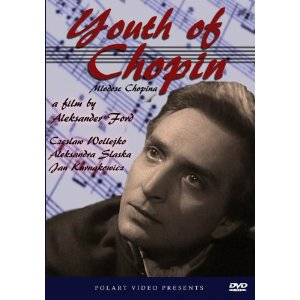 Youth of
Chopin
Mlodosc Chopina
a film by
Aleksander Ford
Czeslaw Wollejko
Aleksandra Slaska
Jan Kurnakowicz
POLART VIDEO PRESENTS
DVD